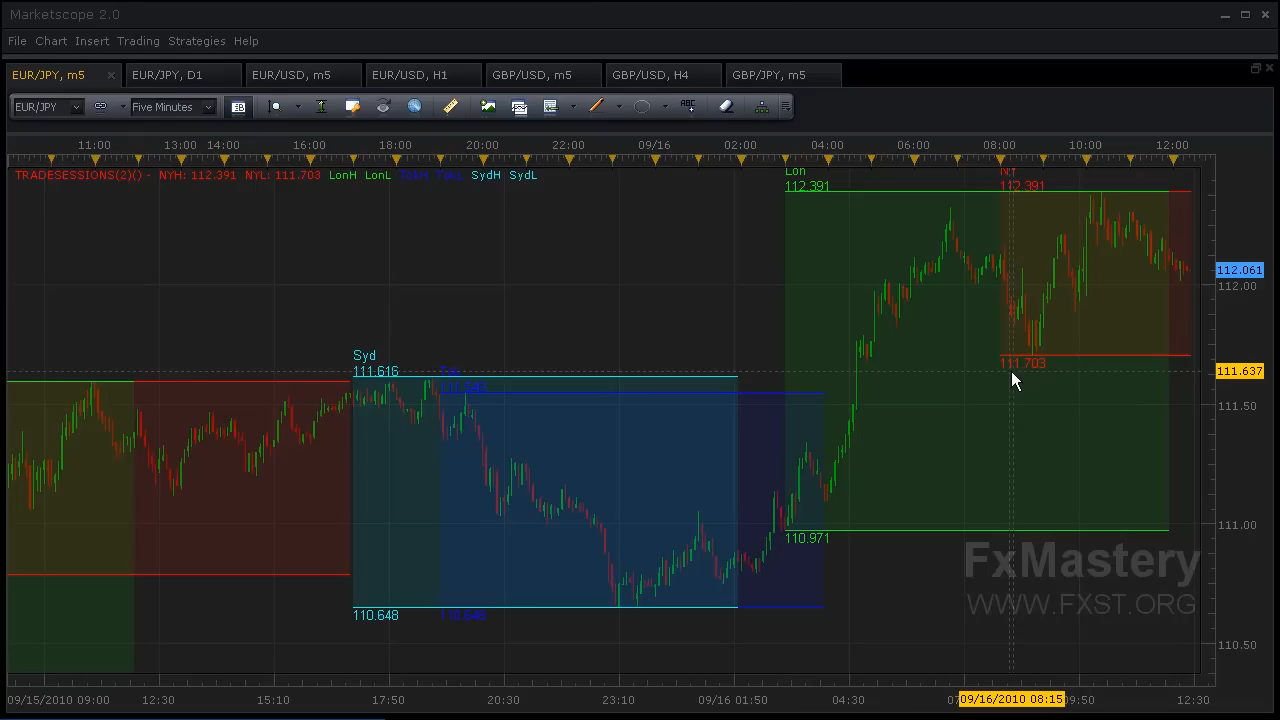 Marketscope 2.0
File Chart Insert Trading Strategies Help
EUR/JPY, m5 EUR/JPY, D1 EUR/USD, m5 EUR/USD, H1 GBP/USD, m5 GBP/USD, H4 GBP/JPY, m5
EUR/JPY Five Minutes ABC
11:00 13:00 14:00 16:00 18:00 20:00 22:00 09/16 02:00 04:00 06:00 08:00 10:00 12:00
TRADESESSIONS(2)() - NYH: 112.391 NYL: 111.703 LonH LonL TokH TokL SydH SydL
Lon NY
112.391 112.391
112.061
112.00
Syd
111.616
Tok
111.703
111.637
111.50
111.00
110.971
FxMastery
WWW.FXST.ORG
110.648 110.648
110.50
09/15/2010 09:00 12:30 15:10 17:50 20:30 23:10 09/16 01:50 04:30 09/16/2010 08:15 09:50 12:30